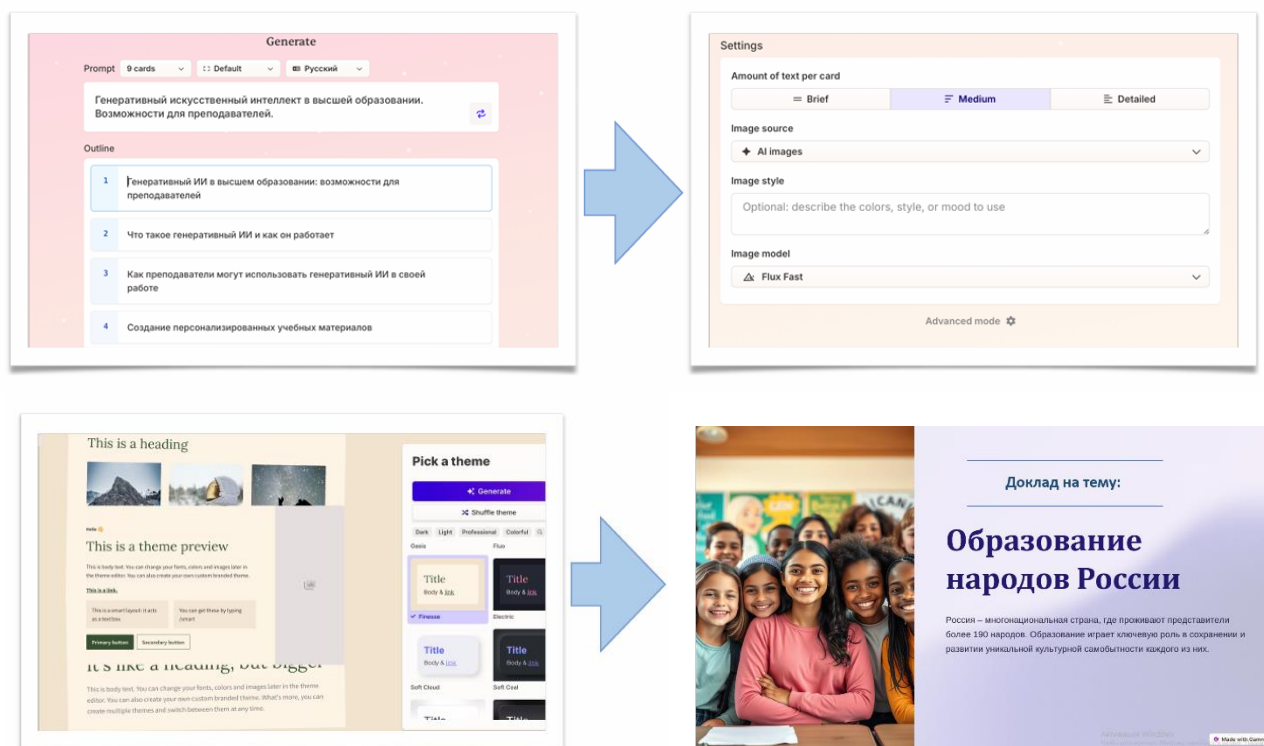 Generate
Prompt 9 cards Default Русский
Генеративный искусственный интеллект в высшей образовании.
Возможности для преподавателей.
Outline
1 Генеративный ИИ в высшем образовании: возможности для
преподавателей
2 Что такое генеративный ИИ и как он работает
3 Как преподаватели могут использовать генеративный ИИ в своей
работе
4 Создание персонализированных учебных материалов
Settings
Amount of text per card
Brief Medium Detailed
Image source
AI images
Image style
Optional: describe the colors, style, or mood to use
Image model
Flux Fast
Advanced mode
This is a heading
Hello
This is a theme preview
This is body text. You can change your fonts, colors and images later in
the theme editor. You can also create your own custom branded theme.
This is a link.
This is a smart layout: it acts
as a text box.
You can get these by typing
/smart
Primary button Secondary button
It's like a heading, but bigger
This is body text. You can change your fonts, colors and images later in the theme
editor. You can also create your own custom branded theme. What's more, you can
create multiple themes and switch between them at any time.
Pick a theme
Generate
Shuffle theme
Dark Light Professional Colorful
Oasis Fluo
Title
Body & link
Title
Body & link
Finesse Electric
Title
Body & link
Title
Body & link
Soft Cloud Soft Coal
Title
Title
Доклад на тему:
Образование
народов России
Россия – многонациональная страна, где проживают представители
более 190 народов. Образование играет ключевую роль в сохранении и
развитии уникальной культурной самобытности каждого из них.
Активация Windows
Made with Gamm